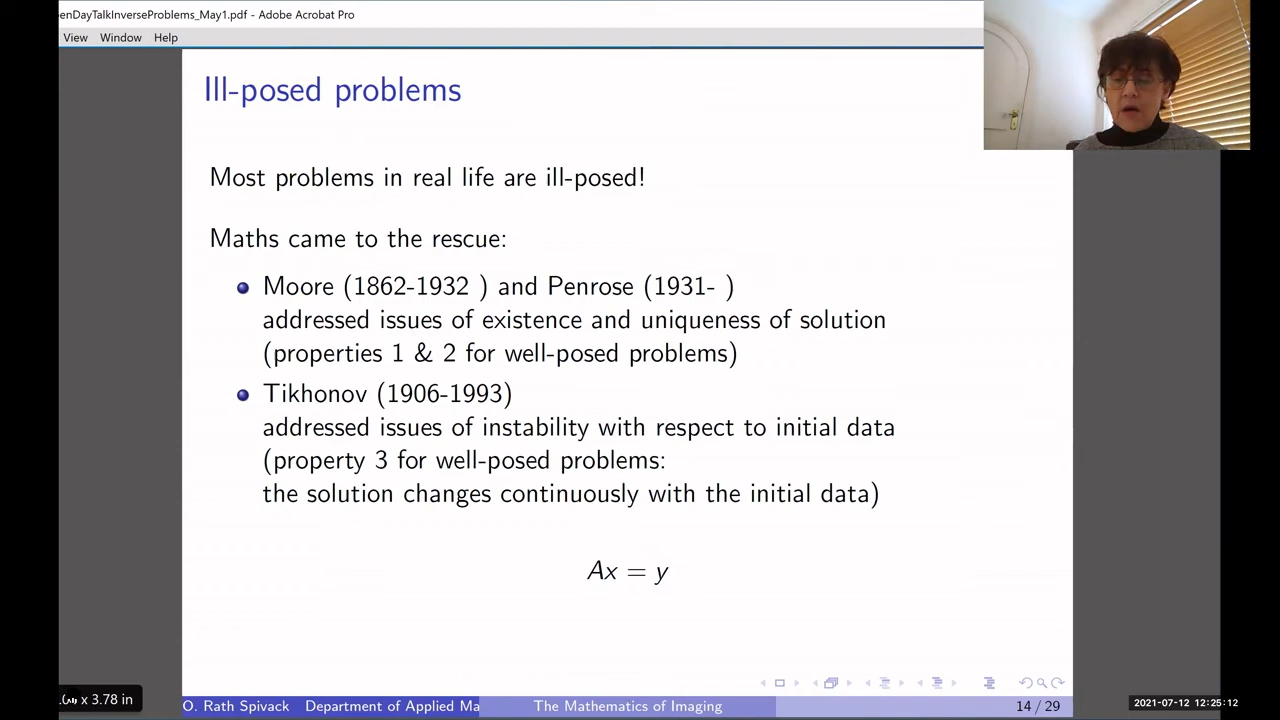 enDayTalkInverseProblems_May1.pdf - Adobe Acrobat Pro
View Window Help
Ill-posed problems
Most problems in real life are ill-posed!
Maths came to the rescue:
Moore (1862-1932 ) and Penrose (1931- )
addressed issues of existence and uniqueness of solution
(properties 1 & 2 for well-posed problems)
Tikhonov (1906-1993)
addressed issues of instability with respect to initial data
(property 3 for well-posed problems:
the solution changes continuously with the initial data)
Ax = y
x 3.78 in
O. Rath Spivack Department of Applied Ma The Mathematics of Imaging 14 / 29
2021-07-12 12:25:12